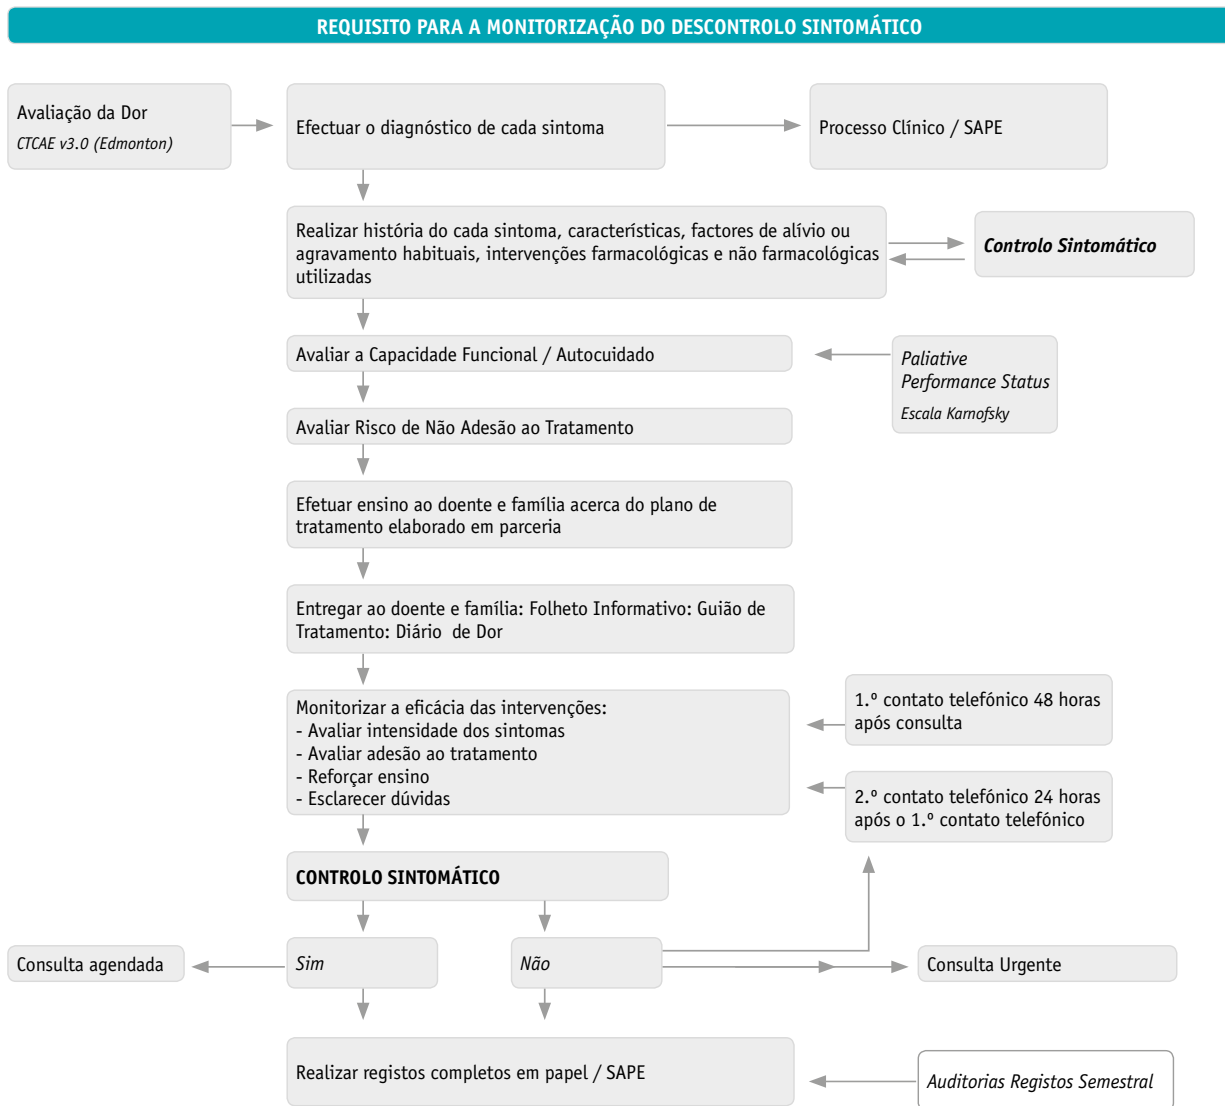 REQUISITO PARA A MONITORIZAÇÃO DO DESCONTROLO SINTOMÁTICO
Avaliação da Dor
CTCAE v3.0 (Edmonton)
Efectuar o diagnóstico de cada sintoma
Processo Clínico / SAPE
Realizar história do cada sintoma, características, factores de alívio ou
agravamento habituais, intervenções farmacológicas e não farmacológicas
utilizadas
Controlo Sintomático
Avaliar a Capacidade Funcional / Autocuidado
Paliative
Performance Status
Escala Karnofsky
Avaliar Risco de Não Adesão ao Tratamento
Efetuar ensino ao doente e família acerca do plano de
tratamento elaborado em parceria
Entregar ao doente e família: Folheto Informativo: Guião de
Tratamento: Diário de Dor
Monitorizar a eficácia das intervenções:
- Avaliar intensidade dos sintomas
- Avaliar adesão ao tratamento
- Reforçar ensino
- Esclarecer dúvidas
1.º contato telefónico 48 horas
após consulta
2.º contato telefónico 24 horas
após o 1.º contato telefónico
CONTROLO SINTOMÁTICO
Consulta agendada
Sim
Não
Consulta Urgente
Realizar registos completos em papel / SAPE
Auditorias Registos Semestral